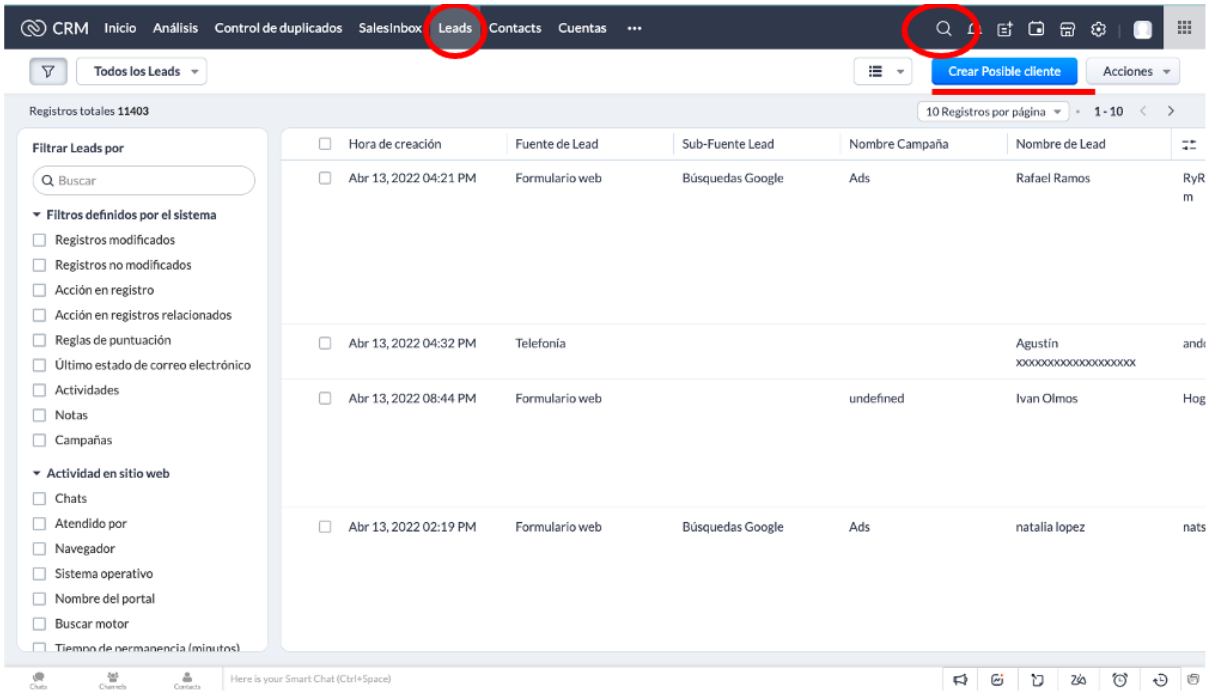 CRM Inicio Análisis Control de duplicados SalesInbox Leads Contacts Cuentas •••
Todos los Leads Crear Posible cliente Acciones
Registros totales 11403 10 Registros por página • 1 - 10
Filtrar Leads por
Buscar
Filtros definidos por el sistema
Registros modificados
Registros no modificados
Acción en registro
Acción en registros relacionados
Reglas de puntuación
Último estado de correo electrónico
Actividades
Notas
Campañas
Actividad en sitio web
Chats
Atendido por
Navegador
Sistema operativo
Nombre del portal
Buscar motor
Tiempo de permanencia (minutos)
Hora de creación Fuente de Lead Sub-Fuente Lead Nombre Campaña Nombre de Lead
Abr 13, 2022 04:21 PM Formulario web Búsquedas Google Ads Rafael Ramos RyR
m
Abr 13, 2022 04:32 PM Telefonía Agustín
xxxxxxxxxxxxxxxxxxx
Abr 13, 2022 08:44 PM Formulario web undefined Ivan Olmos Hog
Abr 13, 2022 02:19 PM Formulario web Búsquedas Google Ads natalia lopez nats
Chats Channels Contacts Here is your Smart Chat (Ctrl+Space)